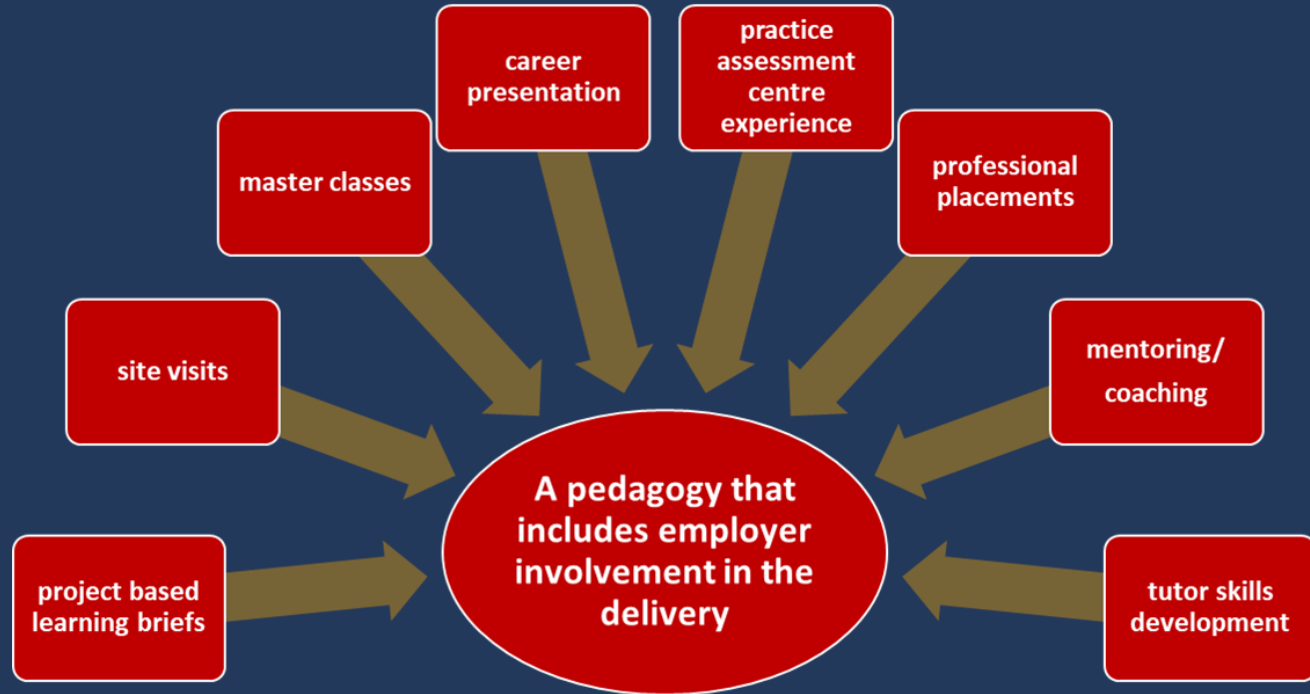 project based
learning briefs
site visits
master classes
career
presentation
practice
assessment
centre
experience
professional
placements
mentoring/
coaching
tutor skills
development
A pedagogy that
includes employer
involvement in the
delivery